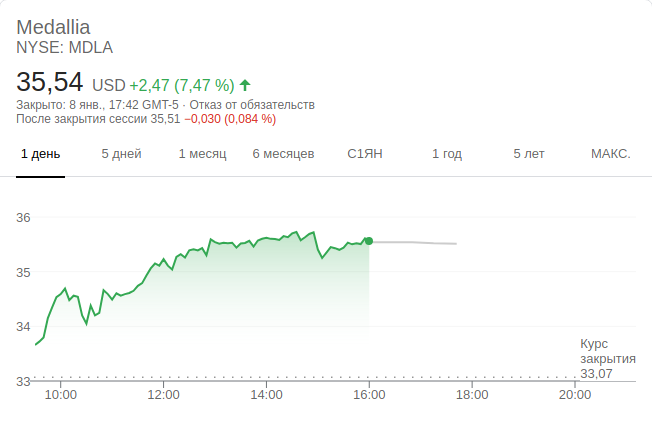 Medallia
NYSE: MDLA
35,54 USD +2,47 (7,47 %)
Закрыто: 8 янв., 17:42 GMT-5 · Отказ от обязательств
После закрытия сессии 35,51 −0,030 (0,084 %)
1 день 5 дней 1 месяц 6 месяцев С1ЯН 1 год 5 лет МАКС.
36
35
34
Курс
закрытия
33,07
33
10:00 12:00 14:00 16:00 18:00 20:00